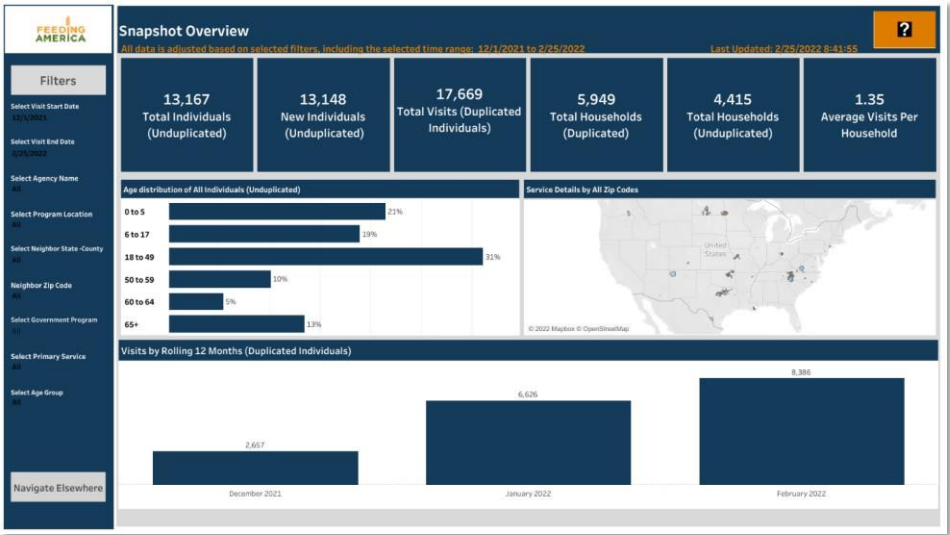 FEEDING
AMERICA
Snapshot Overview
All data is adjusted based on selected filters, including the selected time range: 12/1/2021 to 2/25/2022
Last Updated: 2/25/2022 8:41:55
?
Filters
Select Visit Start Date
12/1/2021
Select Visit End Date
2/25/2022
Select Agency Name
All
Select Program Location
All
Select Neighbor State -County
All
Neighbor Zip Code
All
Select Government Program
All
Select Primary Service
All
Select Age Group
All
Navigate Elsewhere
13,167
Total Individuals
(Unduplicated)
13,148
New Individuals
(Unduplicated)
17,669
Total Visits (Duplicated
Individuals)
5,949
Total Households
(Duplicated)
4,415
Total Households
(Unduplicated)
1.35
Average Visits Per
Household
Age distribution of All Individuals (Unduplicated)
0 to 5
21%
6 to 17
19%
18 to 49
31%
50 to 59
10%
60 to 64
5%
65+
13%
Service Details by All Zip Codes
United
States
© 2022 Mapbox © OpenStreetMap
Visits by Rolling 12 Months (Duplicated Individuals)
2,657
6,626
8,386
December 2021
January 2022
February 2022